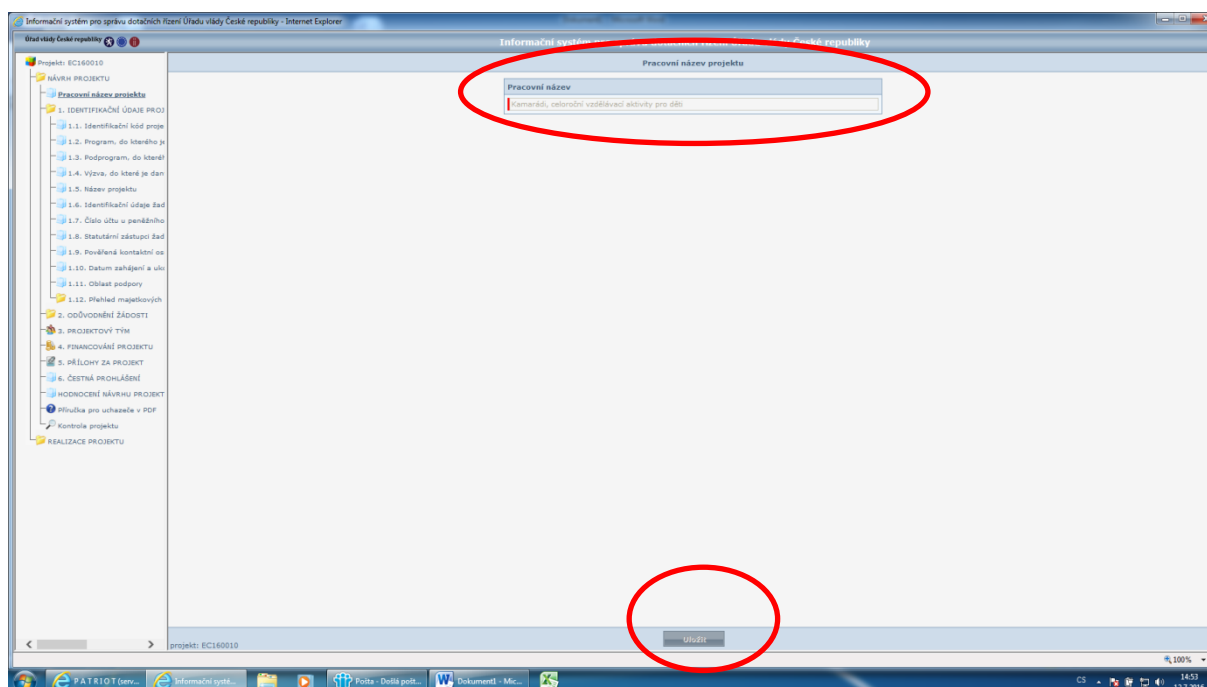 Informační systém pro správu dotačních řízení Úřadu vlády České republiky - Internet Explorer
Úřad vlády České republiky
Projekt: EC160010
Pracovní název projektu
NÁVRH PROJEKTU
Pracovní název projektu
Pracovní název
Kamarádi, celoroční vzdělávací aktivity pro děti
1. IDENTIFIKAČNÍ ÚDAJE PROJ
1.1. Identifikační kód proje
1.2. Program, do kterého je
1.3. Podprogram, do kteréh
1.4. Výzva, do které je dan
1.5. Název projektu
1.6. Identifikační údaje žad
1.7. Číslo účtu u peněžního
1.8. Statutární zástupci žad
1.9. Pověřená kontaktní os
1.10. Datum zahájení a uko
1.11. Oblast podpory
1.12. Přehled majetkových
2. ODŮVODNĚNÍ ŽÁDOSTI
3. PROJEKTOVÝ TÝM
4. FINANCOVÁNÍ PROJEKTU
5. PŘÍLOHY ZA PROJEKT
6. ČESTNÁ PROHLÁŠENÍ
HODNOCENÍ NÁVRHU PROJEKT
Příručka pro uchazeče v PDF
Kontrola projektu
REALIZACE PROJEKTU
projekt: EC160010
Uložit
100%
P A T R I O T (serv...
Informační systé...
Pošta - Došlá pošt...
Dokument1 - Mic...
CS
14:53